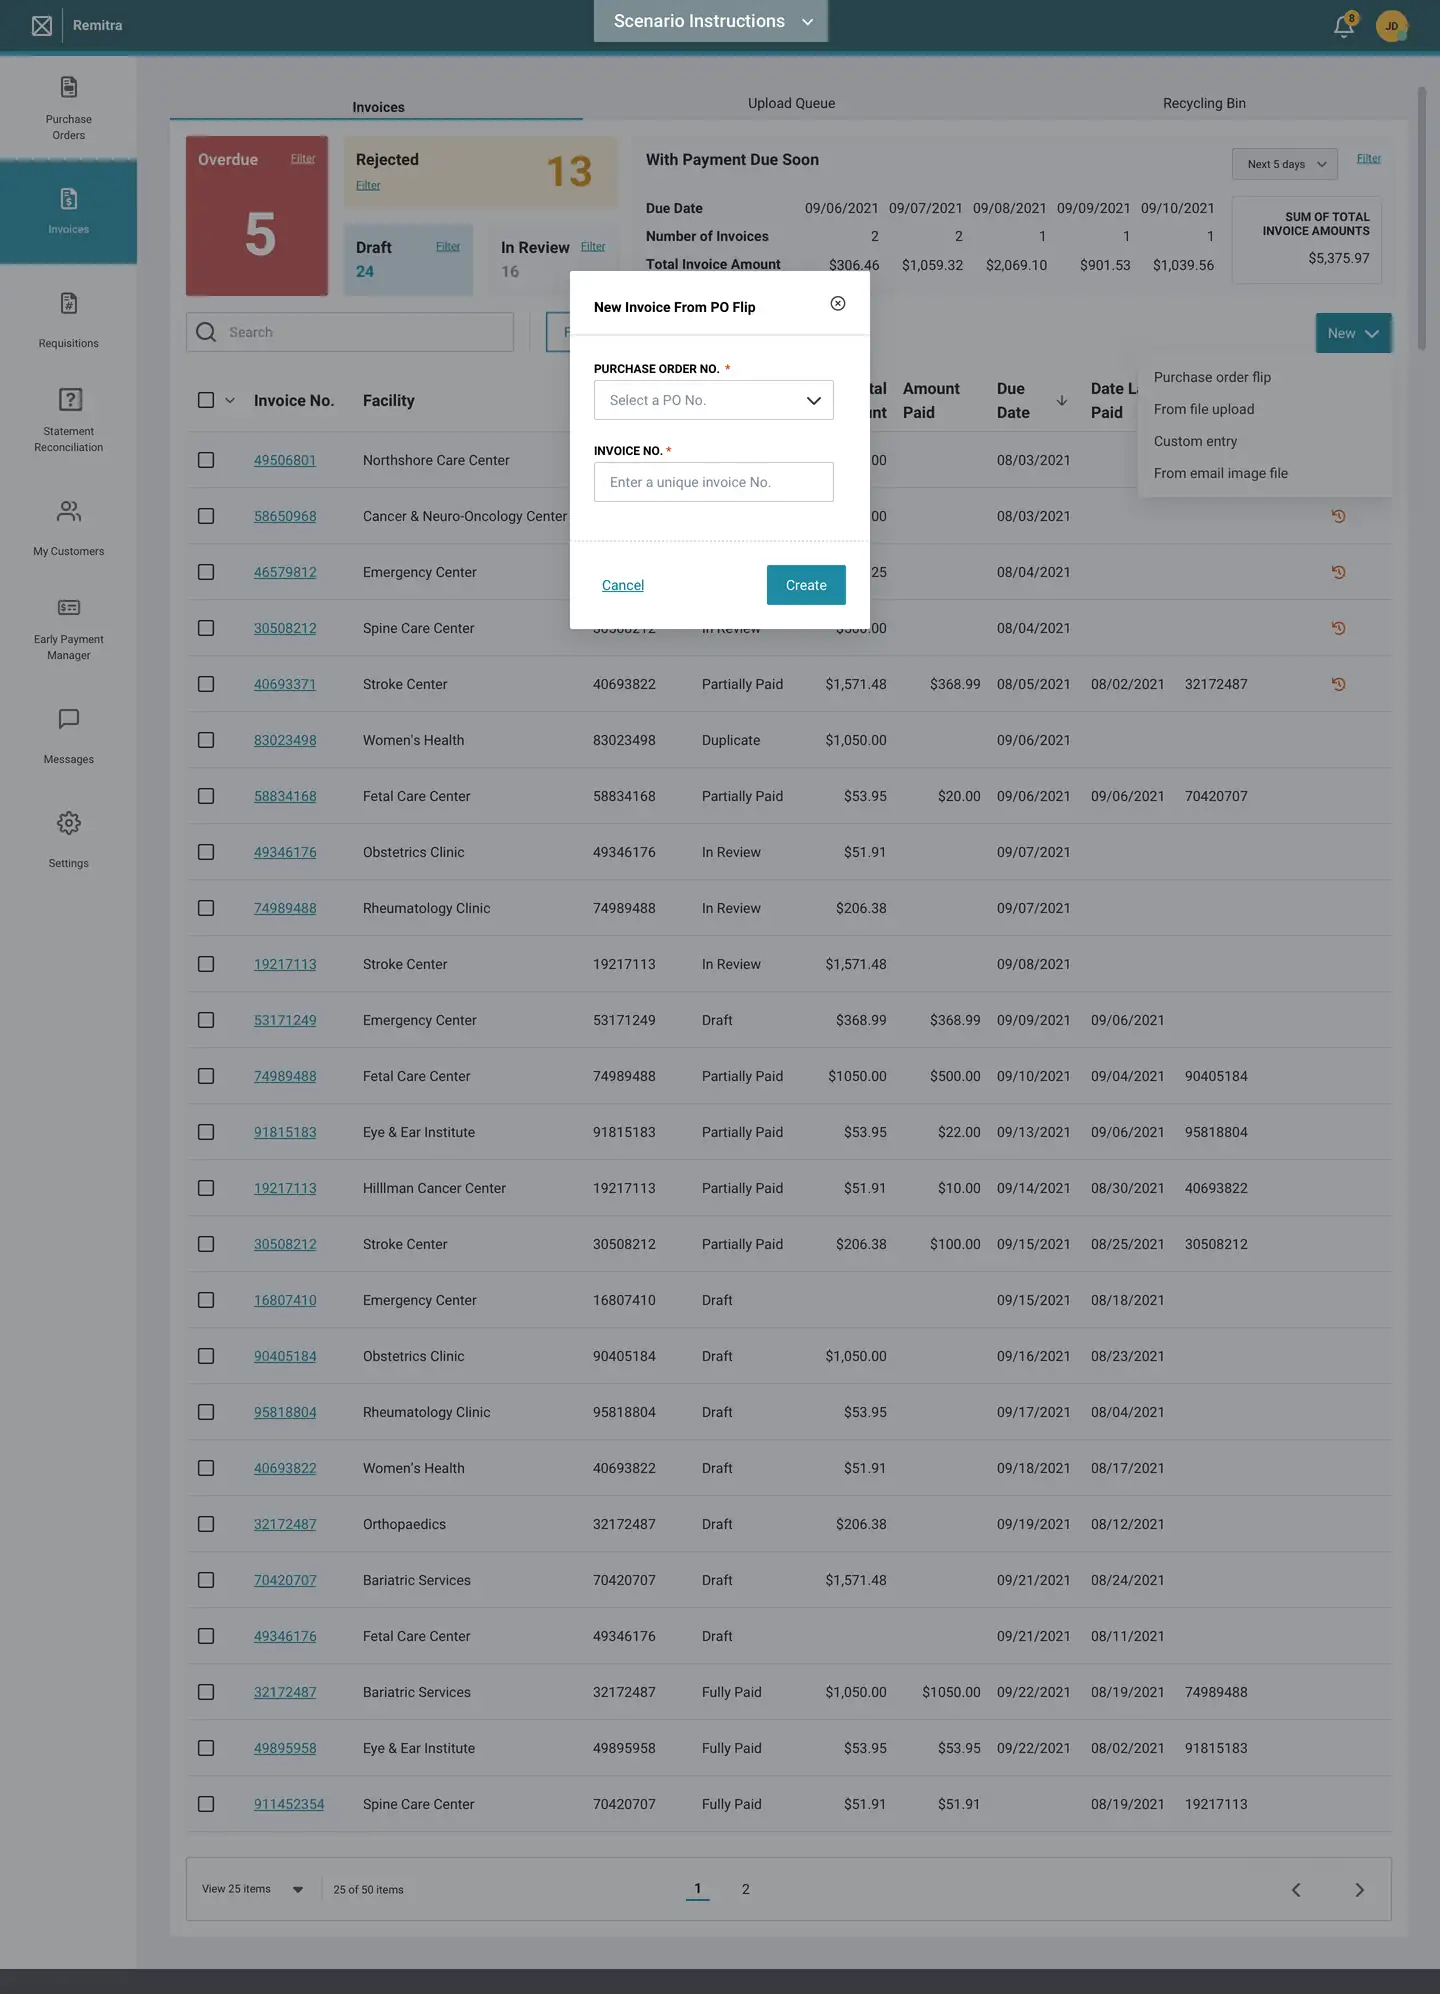 Remitra
Scenario Instructions
8
JD
Purchase
Orders
Invoices
Requisitions
Statement
Reconciliation
My Customers
Early Payment
Manager
Messages
Settings
Invoices
Upload Queue
Recycling Bin
Overdue
Filter
5
Rejected
Filter
13
Draft
Filter
24
In Review
Filter
16
With Payment Due Soon
Next 5 days
Filter
Due Date 09/06/2021 09/07/2021 09/08/2021 09/09/2021 09/10/2021
Number of Invoices 2 2 1 1 1
Total Invoice Amount $306.46 $1,059.32 $2,069.10 $901.53 $1,039.56
SUM OF TOTAL
INVOICE AMOUNTS
$5,375.97
Search
New
Purchase order flip
From file upload
Custom entry
From email image file
New Invoice From PO Flip
PURCHASE ORDER NO. *
Select a PO No.
INVOICE NO. *
Enter a unique invoice No.
Cancel
Create
Invoice No. Facility Amount Paid Due Date Date L Paid
49506801 Northshore Care Center 00 08/03/2021
58650968 Cancer & Neuro-Oncology Center 00 08/03/2021
46579812 Emergency Center 25 08/04/2021
30508212 Spine Care Center 30508212 In Review $500.00 08/04/2021
40693371 Stroke Center 40693822 Partially Paid $1,571.48 $368.99 08/05/2021 08/02/2021 32172487
83023498 Women's Health 83023498 Duplicate $1,050.00 09/06/2021
58834168 Fetal Care Center 58834168 Partially Paid $53.95 $20.00 09/06/2021 09/06/2021 70420707
49346176 Obstetrics Clinic 49346176 In Review $51.91 09/07/2021
74989488 Rheumatology Clinic 74989488 In Review $206.38 09/07/2021
19217113 Stroke Center 19217113 In Review $1,571.48 09/08/2021
53171249 Emergency Center 53171249 Draft $368.99 $368.99 09/09/2021 09/06/2021
74989488 Fetal Care Center 74989488 Partially Paid $1050.00 $500.00 09/10/2021 09/04/2021 90405184
91815183 Eye & Ear Institute 91815183 Partially Paid $53.95 $22.00 09/13/2021 09/06/2021 95818804
19217113 Hilllman Cancer Center 19217113 Partially Paid $51.91 $10.00 09/14/2021 08/30/2021 40693822
30508212 Stroke Center 30508212 Partially Paid $206.38 $100.00 09/15/2021 08/25/2021 30508212
16807410 Emergency Center 16807410 Draft 09/15/2021 08/18/2021
90405184 Obstetrics Clinic 90405184 Draft $1,050.00 09/16/2021 08/23/2021
95818804 Rheumatology Clinic 95818804 Draft $53.95 09/17/2021 08/04/2021
40693822 Women's Health 40693822 Draft $51.91 09/18/2021 08/17/2021
32172487 Orthopaedics 32172487 Draft $206.38 09/19/2021 08/12/2021
70420707 Bariatric Services 70420707 Draft $1,571.48 09/21/2021 08/24/2021
49346176 Fetal Care Center 49346176 Draft 09/21/2021 08/11/2021
32172487 Bariatric Services 32172487 Fully Paid $1,050.00 $1050.00 09/22/2021 08/19/2021 74989488
49895958 Eye & Ear Institute 49895958 Fully Paid $53.95 $53.95 09/22/2021 08/02/2021 91815183
911452354 Spine Care Center 70420707 Fully Paid $51.91 $51.91 08/19/2021 19217113
View 25 items
25 of 50 items
1 2